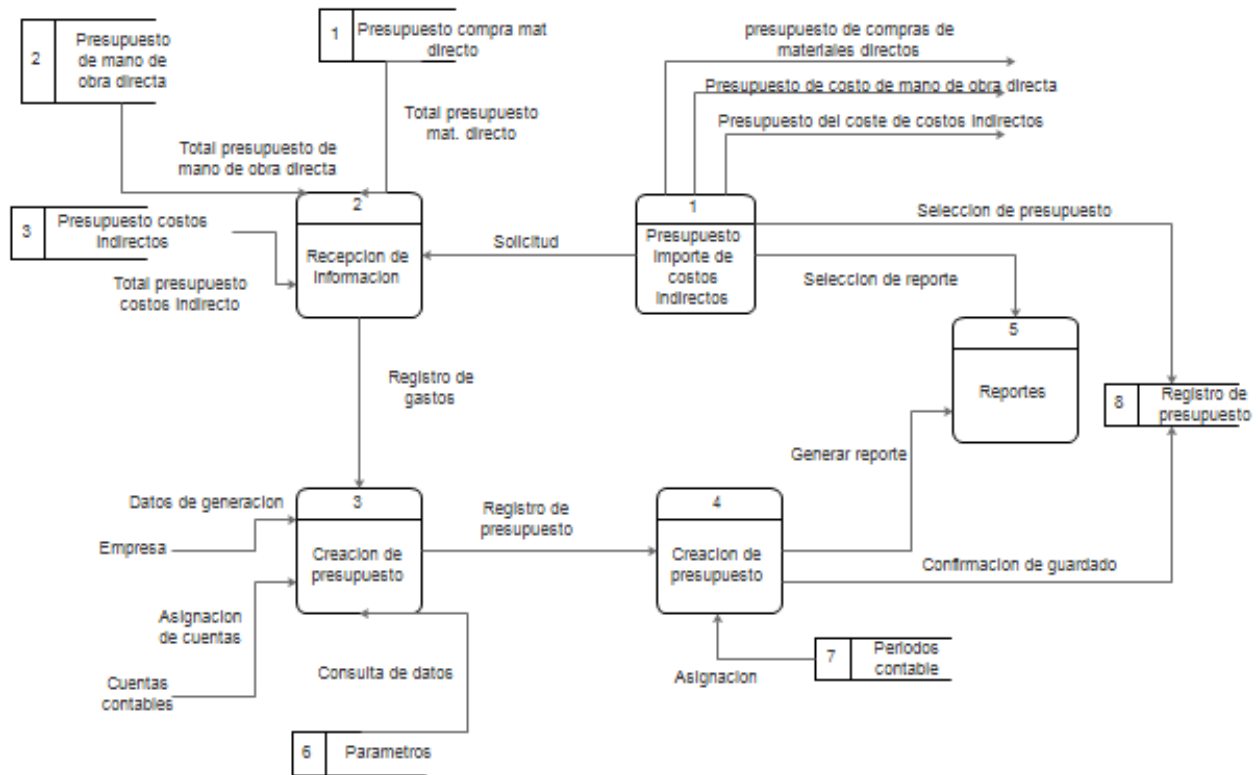 2
Presupuesto
de mano de
obra directa
1
Presupuesto compra mat
directo
presupuesto de compras de
materiales directos
Presupuesto de costo de mano de obra directa
Presupuesto del coste de costos indirectos
Total presupuesto
mat. directo
Total presupuesto de
mano de obra directa
3
Presupuesto costos
indirectos
Total presupuesto
costos indirecto
2
Recepcion de
informacion
Solicitud
1
Presupuesto
importe de
costos
indirectos
Seleccion de presupuesto
Seleccion de reporte
5
Reportes
8
Registro de
presupuesto
Registro de
gastos
Generar reporte
Datos de generacion
Empresa
3
Creacion de
presupuesto
Registro de
presupuesto
4
Creacion de
presupuesto
Confirmacion de guardado
Asignacion
de cuentas
Cuentas
contables
Consulta de datos
Asignacion
7
Periodos
contable
6
Parametros